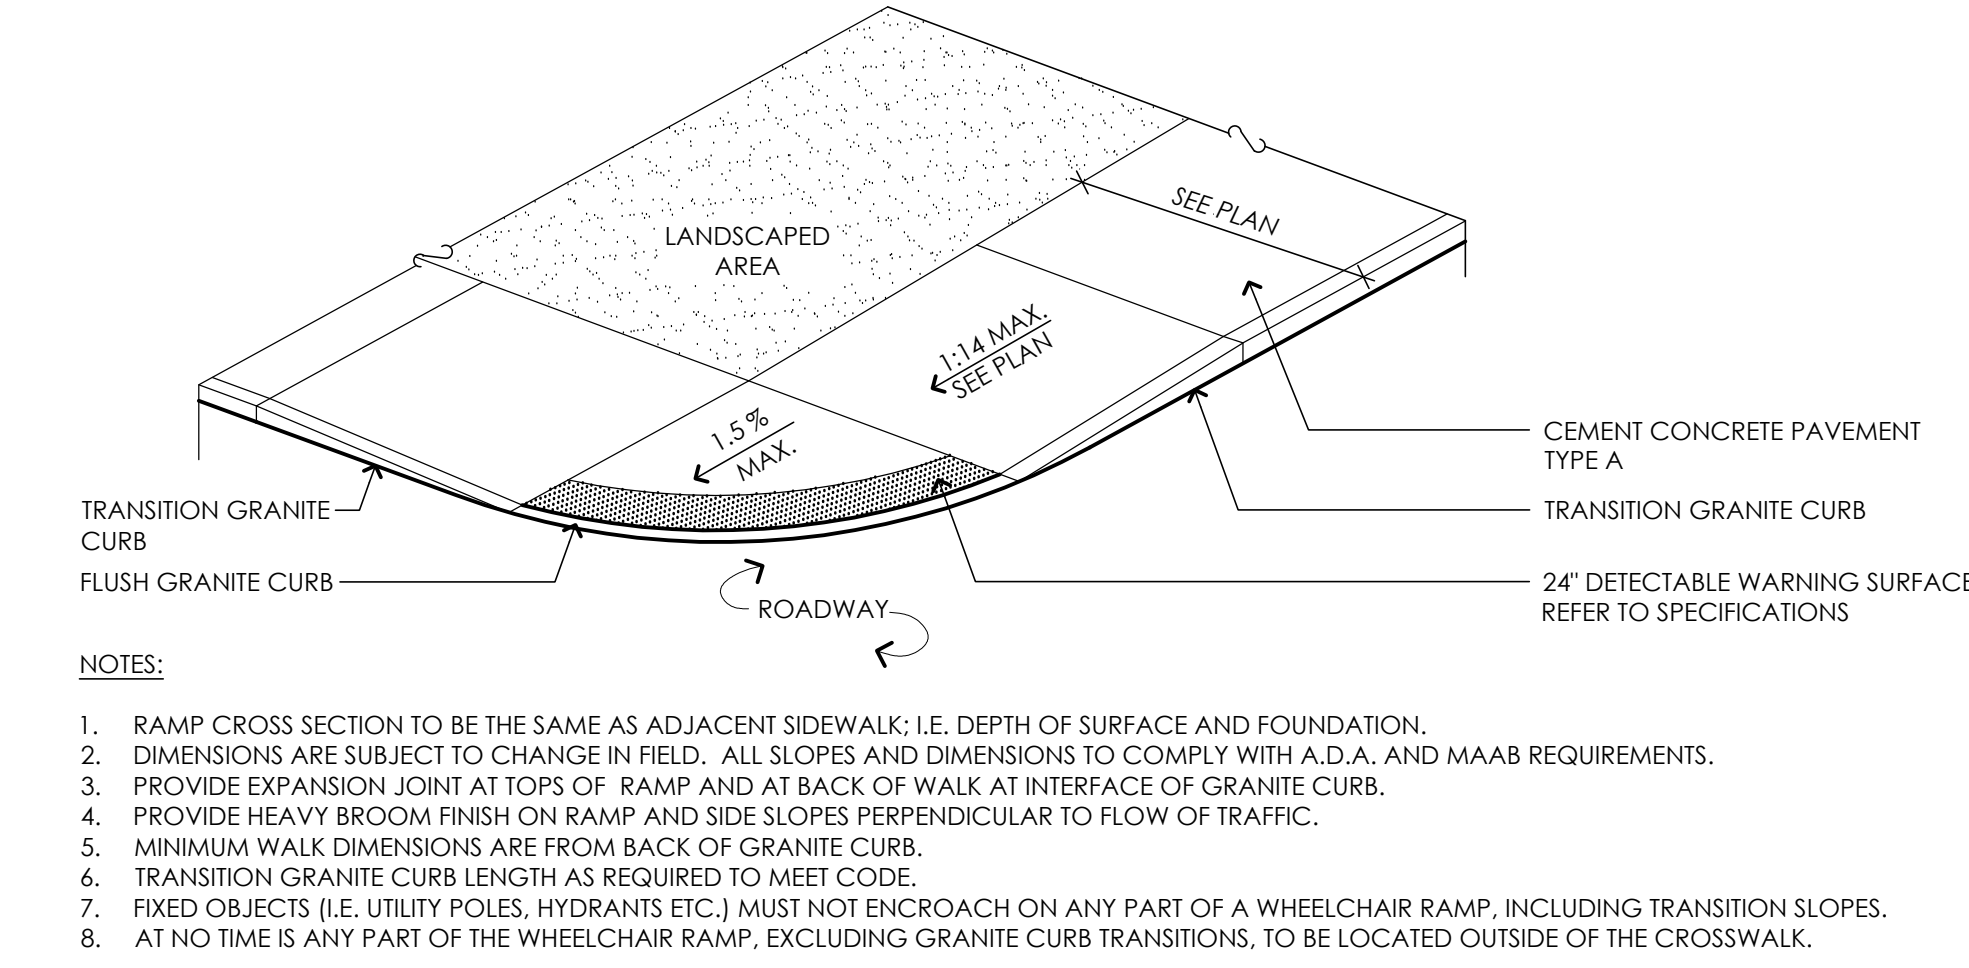 LANDSCAPED
AREA
SEE PLAN
1:14 MAX.
SEE PLAN
1.5%
MAX.
CEMENT CONCRETE PAVEMENT
TYPE A
TRANSITION GRANITE
CURB
TRANSITION GRANITE CURB
FLUSH GRANITE CURB
24" DETECTABLE WARNING SURFACE
REFER TO SPECIFICATIONS
ROADWAY
NOTES:
1. RAMP CROSS SECTION TO BE THE SAME AS ADJACENT SIDEWALK; I.E. DEPTH OF SURFACE AND FOUNDATION.
2. DIMENSIONS ARE SUBJECT TO CHANGE IN FIELD. ALL SLOPES AND DIMENSIONS TO COMPLY WITH A.D.A. AND MAAB REQUIREMENTS.
3. PROVIDE EXPANSION JOINT AT TOPS OF RAMP AND AT BACK OF WALK AT INTERFACE OF GRANITE CURB.
4. PROVIDE HEAVY BROOM FINISH ON RAMP AND SIDE SLOPES PERPENDICULAR TO FLOW OF TRAFFIC.
5. MINIMUM WALK DIMENSIONS ARE FROM BACK OF GRANITE CURB.
6. TRANSITION GRANITE CURB LENGTH AS REQUIRED TO MEET CODE.
7. FIXED OBJECTS (I.E. UTILITY POLES, HYDRANTS ETC.) MUST NOT ENCROACH ON ANY PART OF A WHEELCHAIR RAMP, INCLUDING TRANSITION SLOPES.
8. AT NO TIME IS ANY PART OF THE WHEELCHAIR RAMP, EXCLUDING GRANITE CURB TRANSITIONS, TO BE LOCATED OUTSIDE OF THE CROSSWALK.